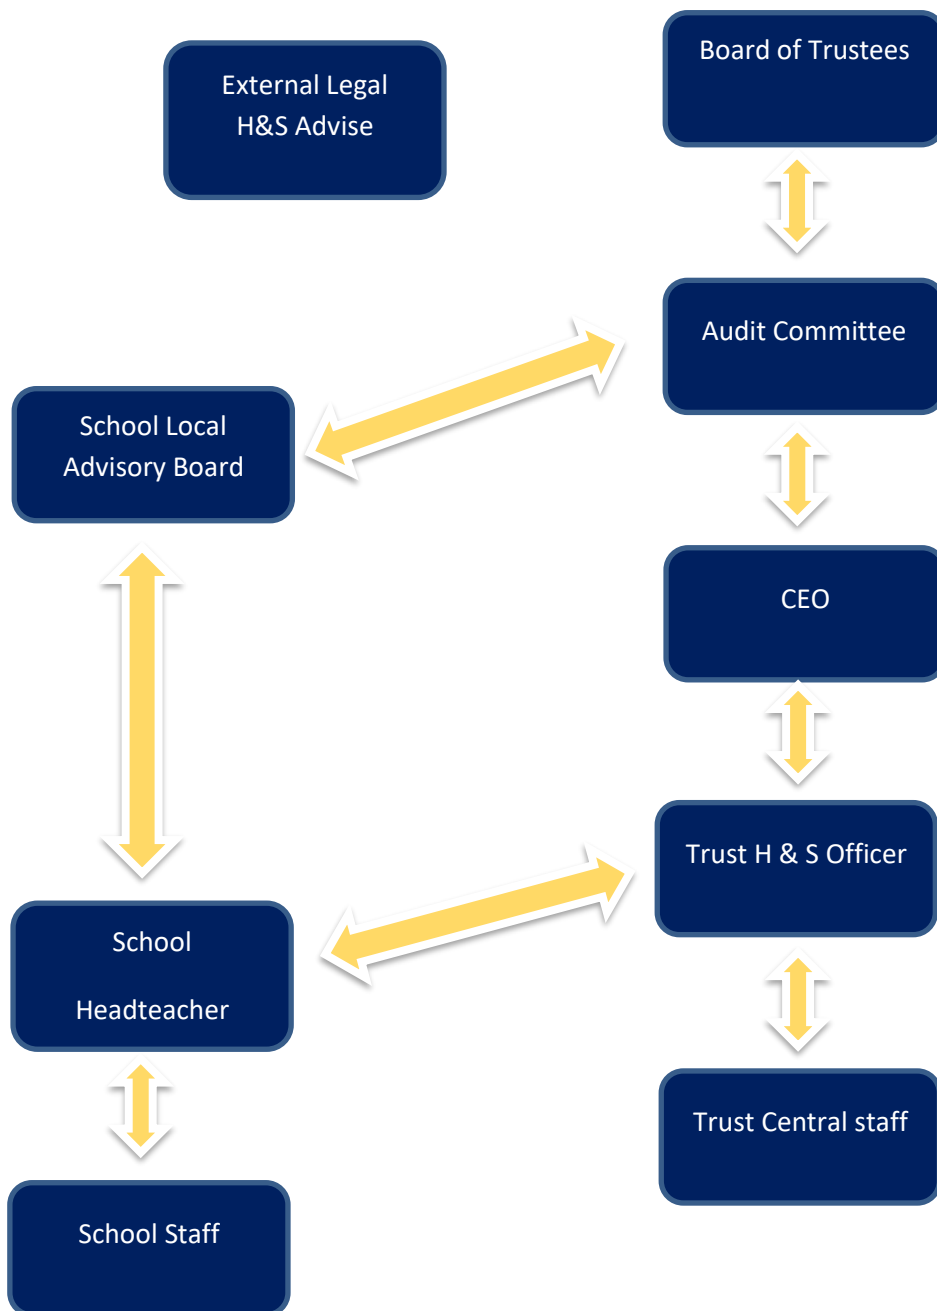 External Legal
H&S Advise
Board of Trustees
Audit Committee
School Local
Advisory Board
CEO
Trust H & S Officer
School
Headteacher
Trust Central staff
School Staff